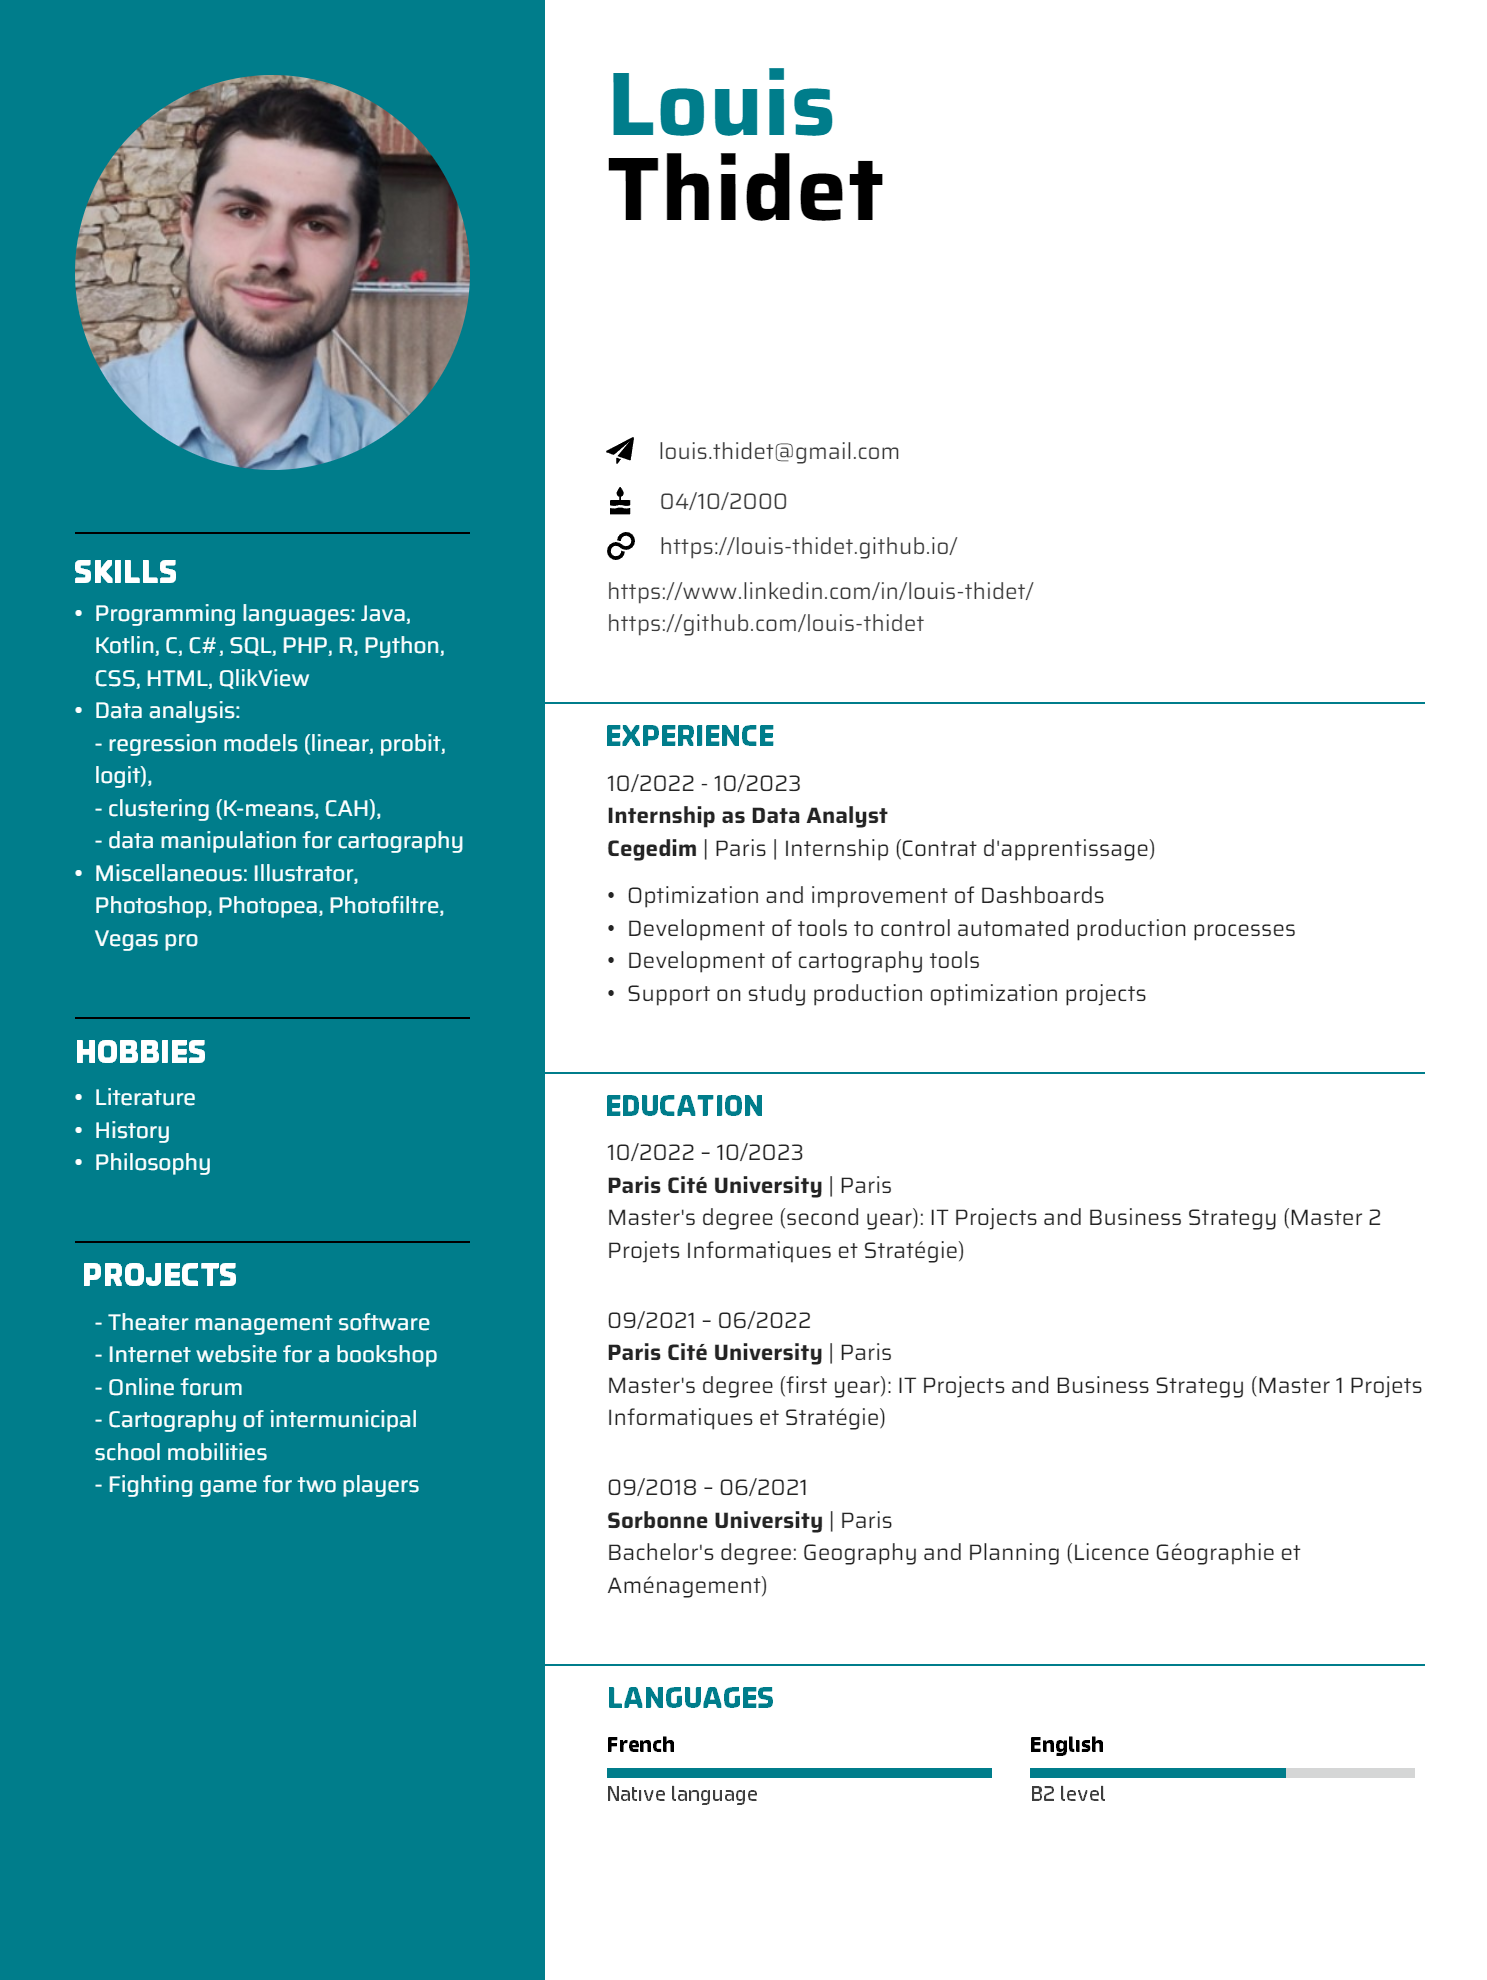 Louis
Thidet
louis.thidet@gmail.com
04/10/2000
https://louis-thidet.github.io/
https://www.linkedin.com/in/louis-thidet/
https://github.com/louis-thidet
SKILLS
• Programming languages: Java,
Kotlin, C, C#, SQL, PHP, R, Python,
CSS, HTML, QlikView
• Data analysis:
- regression models (linear, probit,
logit),
- clustering (K-means, CAH),
- data manipulation for cartography
• Miscellaneous: Illustrator,
Photoshop, Photopea, Photofiltre,
Vegas pro
HOBBIES
• Literature
• History
• Philosophy
PROJECTS
- Theater management software
- Internet website for a bookshop
- Online forum
- Cartography of intermunicipal
school mobilities
- Fighting game for two players
EXPERIENCE
10/2022 - 10/2023
Internship as Data Analyst
Cegedim | Paris | Internship (Contrat d'apprentissage)
• Optimization and improvement of Dashboards
• Development of tools to control automated production processes
• Development of cartography tools
• Support on study production optimization projects
EDUCATION
10/2022 – 10/2023
Paris Cité University | Paris
Master's degree (second year): IT Projects and Business Strategy (Master 2
Projets Informatiques et Stratégie)
09/2021 – 06/2022
Paris Cité University | Paris
Master's degree (first year): IT Projects and Business Strategy (Master 1 Projets
Informatiques et Stratégie)
09/2018 – 06/2021
Sorbonne University | Paris
Bachelor's degree: Geography and Planning (Licence Géographie et
Aménagement)
LANGUAGES
French
Native language
English
B2 level